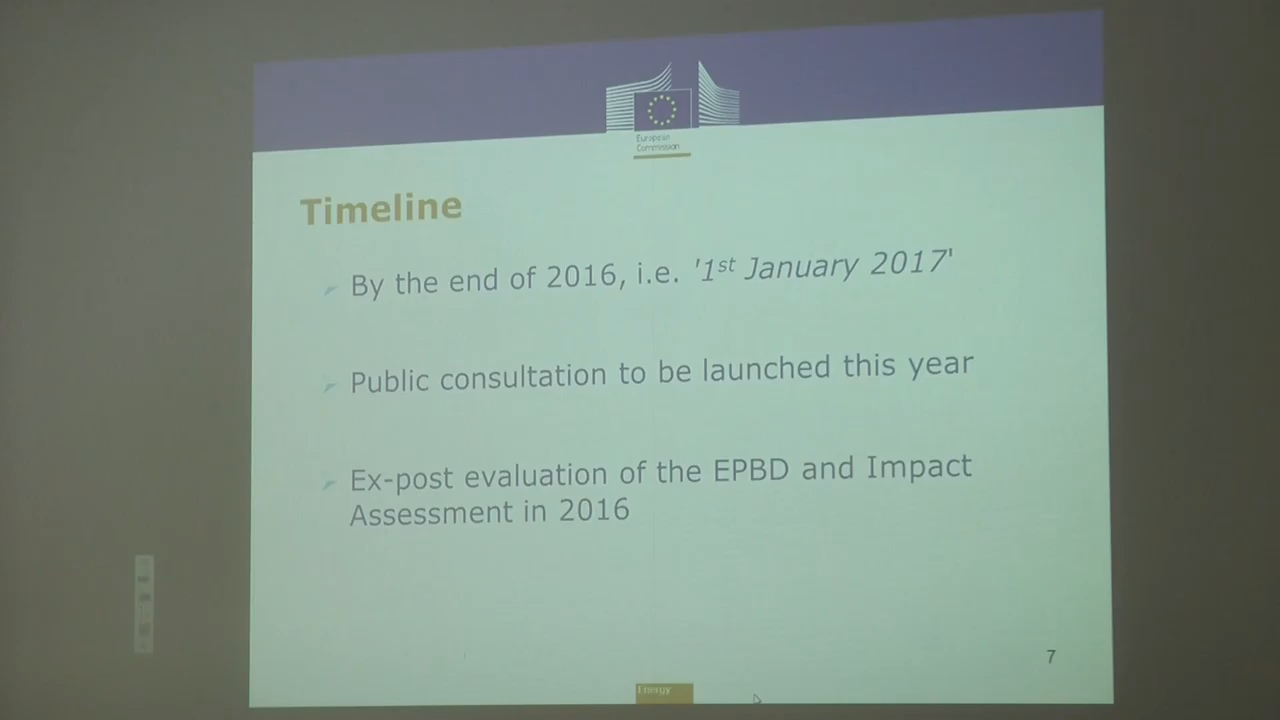 European
Commission
Timeline
By the end of 2016, i.e. '1st January 2017'
Public consultation to be launched this year
Ex-post evaluation of the EPBD and Impact
Assessment in 2016
7
Energy